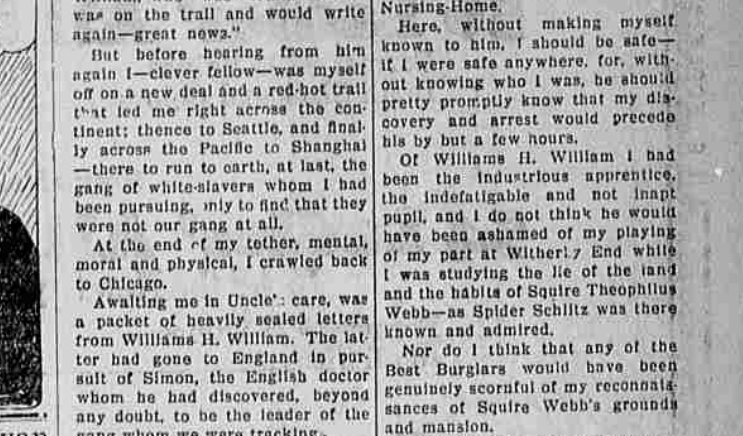 was on the trail and would write
again—great news."
But before hearing from him
again I—clever fellow—was myself
off on a new deal and a red-hot trail
that led me right across the con-
tinent; thence to Seattle, and final-
ly across the Pacific to Shanghai
—there to run to earth, at last, the
gang of white-slavers whom I had
been pursuing, only to find that they
were not our gang at all.
At the end of my tether, mental,
moral and physical, I crawled back
to Chicago.
Awaiting me in Uncle's care, was
a packet of heavily sealed letters
from Williams H. William. The lat-
ter had gone to England in pur-
suit of Simon, the English doctor
whom he had discovered, beyond
any doubt, to be the leader of the
gang whom we were tracking.
Nursing-Home.
Here, without making myself
known to him, I should be safe—
if I were safe anywhere, for, with-
out knowing who I was, he should
pretty promptly know that my dis-
covery and arrest would precede
his by but a few hours.
Of Williams H. William I had
been the industrious apprentice,
the indefatigable and not inapt
pupil, and I do not think he would
have been ashamed of my playing
of my part at Witherly End while
I was studying the lie of the land
and the habits of Squire Theophilus
Webb—as Spider Schlitz was there
known and admired.
Nor do I think that any of the
Best Burglars would have been
genuinely scornful of my reconnais-
sances of Squire Webb's grounds
and mansion.